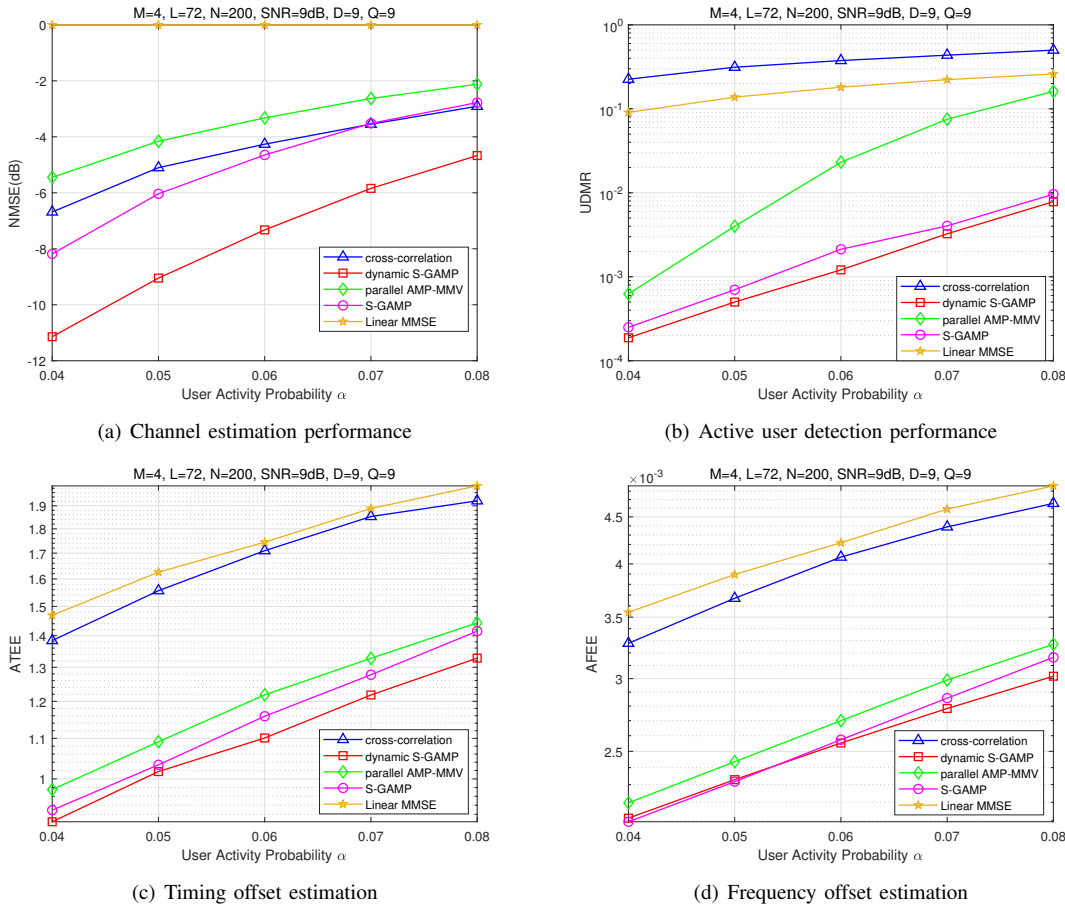 M=4, L=72, N=200, SNR=9dB, D=9, Q=9
0
-2
-4
-6
-8
-10
-12
NMSE(dB)
cross-correlation
dynamic S-GAMP
parallel AMP-MMV
S-GAMP
Linear MMSE
0.04 0.05 0.06 0.07 0.08
User Activity Probability α
(a) Channel estimation performance
M=4, L=72, N=200, SNR=9dB, D=9, Q=9
10^0
10^-1
10^-2
10^-3
10^-4
UDMR
cross-correlation
dynamic S-GAMP
parallel AMP-MMV
S-GAMP
Linear MMSE
0.04 0.05 0.06 0.07 0.08
User Activity Probability α
(b) Active user detection performance
M=4, L=72, N=200, SNR=9dB, D=9, Q=9
1.9
1.7
1.6
1.5
1.4
1.3
1.2
1.1
1
ATEE
cross-correlation
dynamic S-GAMP
parallel AMP-MMV
S-GAMP
Linear MMSE
0.04 0.05 0.06 0.07 0.08
User Activity Probability α
(c) Timing offset estimation
M=4, L=72, N=200, SNR=9dB, D=9, Q=9
×10^-3
4.5
4
3.5
3
2.5
AFEE
cross-correlation
dynamic S-GAMP
parallel AMP-MMV
S-GAMP
Linear MMSE
0.04 0.05 0.06 0.07 0.08
User Activity Probability α
(d) Frequency offset estimation